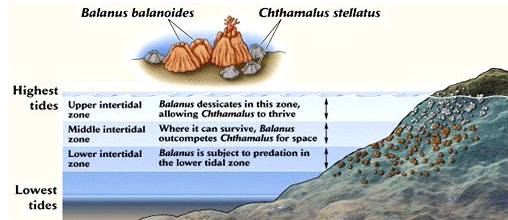 Balanus balanoides
Chthamalus stellatus
Highest
tides
Upper intertidal
zone
Balanus dessicates in this zone,
allowing Chthamalus to thrive
Middle intertidal
zone
Where it can survive, Balanus
outcompetes Chthamalus for space
Lower intertidal
zone
Balanus is subject to predation in
the lower tidal zone
Lowest
tides